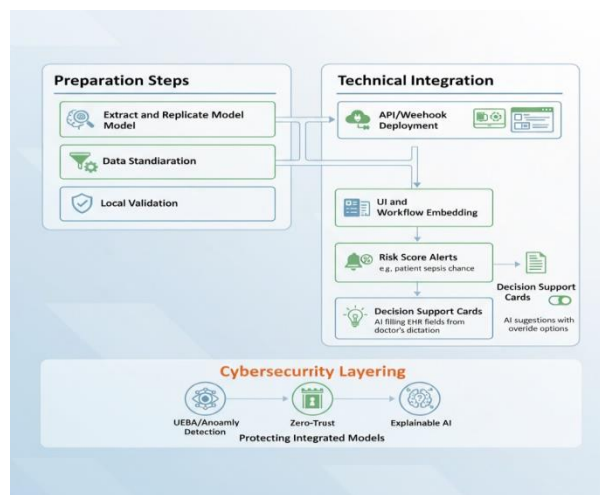 Preparation Steps
Extract and Replicate Model
Model
Data Standiaration
Local Validation
Technical Integration
API/Weehook
Deployment
UI and
Workflow Embedding
Risk Score Alerts
e.g, patient sepsis chance
Decision Support
Cards
AI suggestions with
overide options
Decision Support Cards
AI filling EHR fields from
doctor's dictation
Cybersecurrity Layering
UEBA/Anoamly
Detection
Zero-Trust
Explainable AI
Protecting Integrated Models